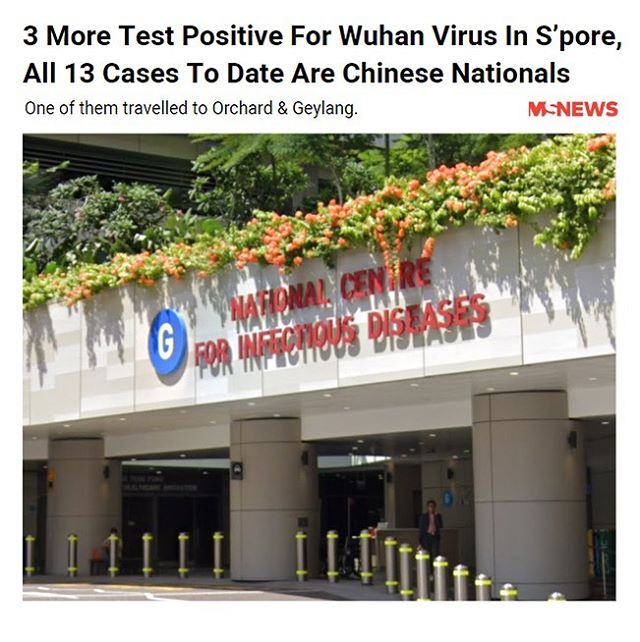 3 More Test Positive For Wuhan Virus In S'pore,
All 13 Cases To Date Are Chinese Nationals
One of them travelled to Orchard & Geylang.
MSNEWS
G
NATIONAL CENTRE
FOR INFECTIOUS DISEASES